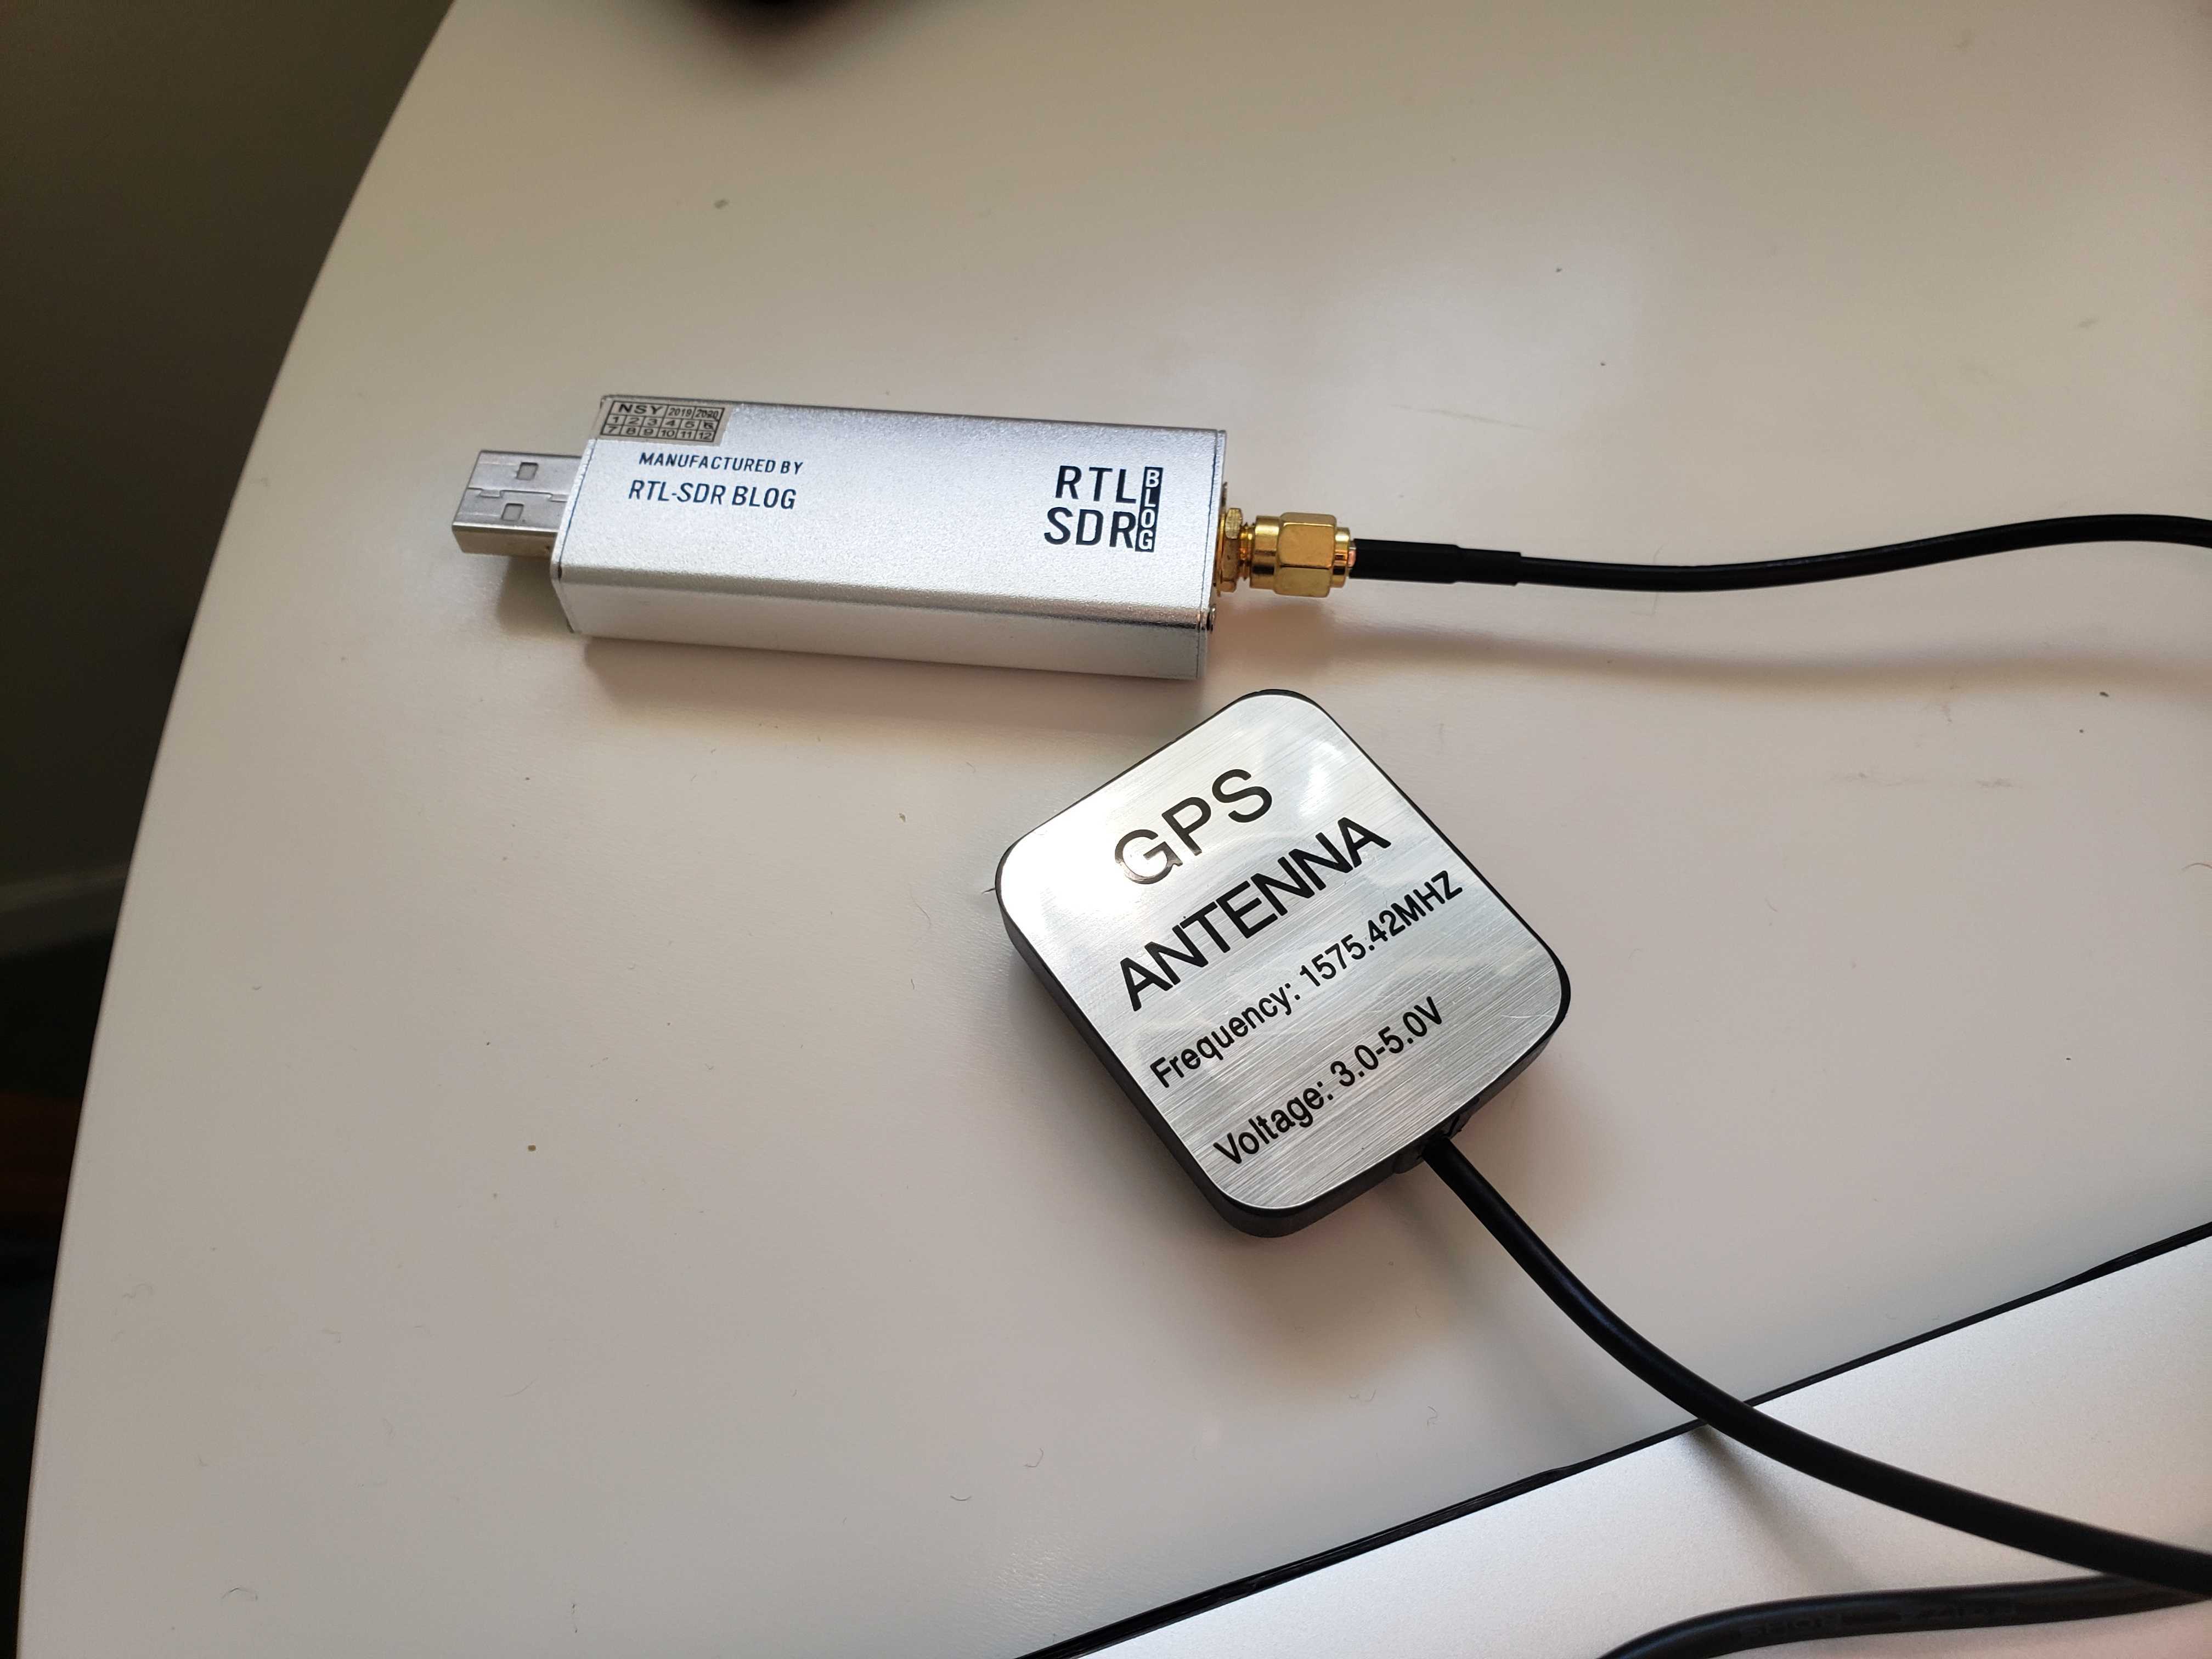 NSY 2019 2020
1 2 3 4 5 6
7 8 9 10 11 12
MANUFACTURED BY
RTL-SDR BLOG
RTL BLOG
SDR
GPS
ANTENNA
Frequency: 1575.42MHZ
Voltage: 3.0-5.0V